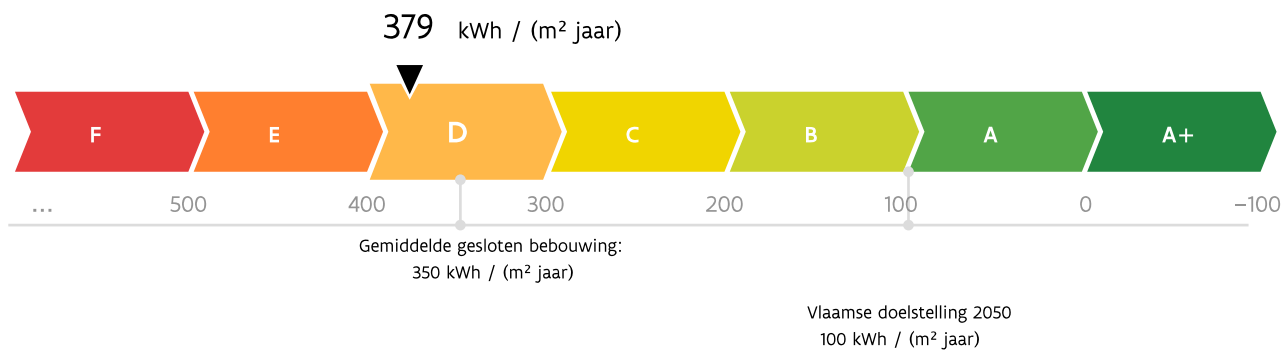 379 kWh / (m² jaar)
F E D C B A A+
... 500 400 300 200 100 0 –100
Gemiddelde gesloten bebouwing:
350 kWh / (m² jaar)
Vlaamse doelstelling 2050
100 kWh / (m² jaar)